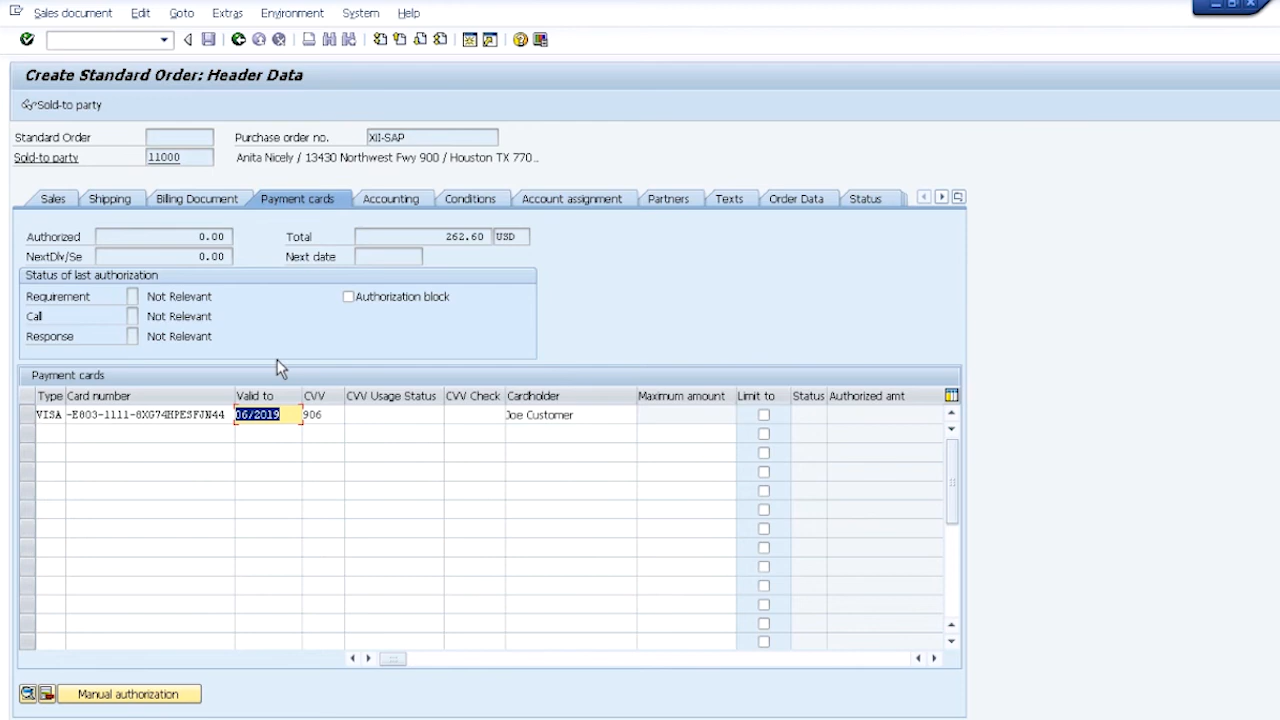 Sales document Edit Goto Extras Environment System Help
Create Standard Order: Header Data
Sold-to party
Standard Order Purchase order no. XII-SAP
Sold-to party 11000 Anita Nicely / 13430 Northwest Fwy 900 / Houston TX 770...
Sales Shipping Billing Document Payment cards Accounting Conditions Account assignment Partners Texts Order Data Status
Authorized 0.00 Total 262.60 USD
NextDlv/Se 0.00 Next date
Status of last authorization
Requirement Not Relevant Authorization block
Call Not Relevant
Response Not Relevant
Payment cards
Type Card number Valid to CVV CVV Usage Status CVV Check Cardholder Maximum amount Limit to Status Authorized amt
VISA -E803-1111-8XG74HPESFJN44 06/2019 906 Joe Customer
Manual authorization